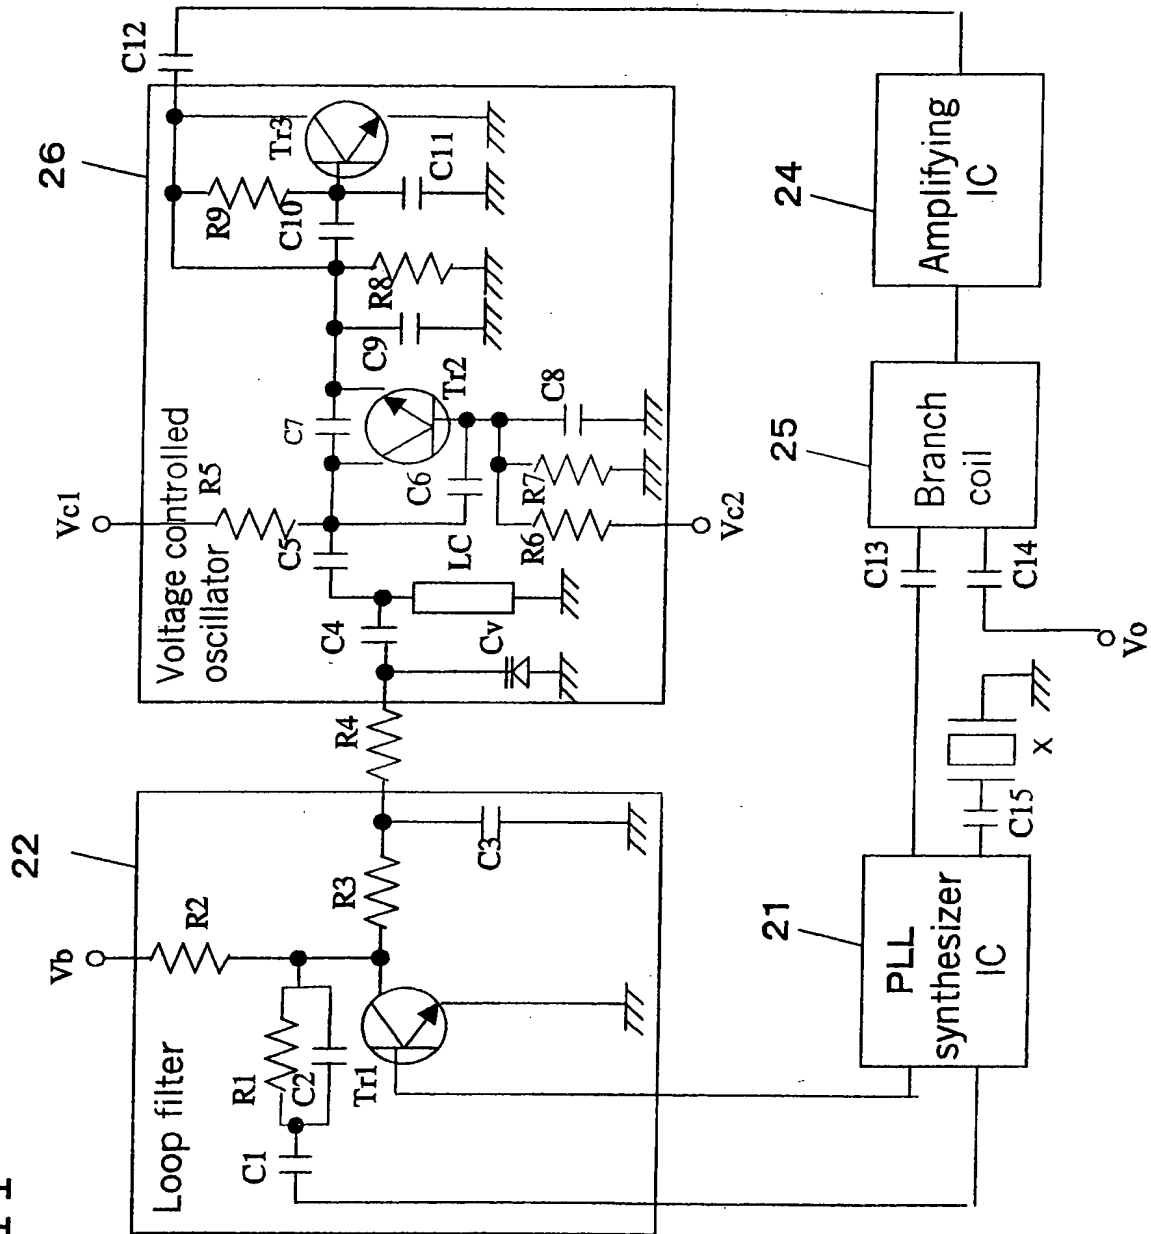 22
Loop filter
Vb
R2
R1
C2
C1
Tr1
R3
C3
R4
26
Voltage controlled
oscillator
Vc1
R5
C5
C4
Cv
LC
C6
C7
Tr2
R6
R7
C8
Vc2
C9
R8
C10
R9
Tr3
C11
C12
21
PLL
synthesizer
IC
C15
X
C13
C14
Vo
25
Branch
coil
24
Amplifying
IC